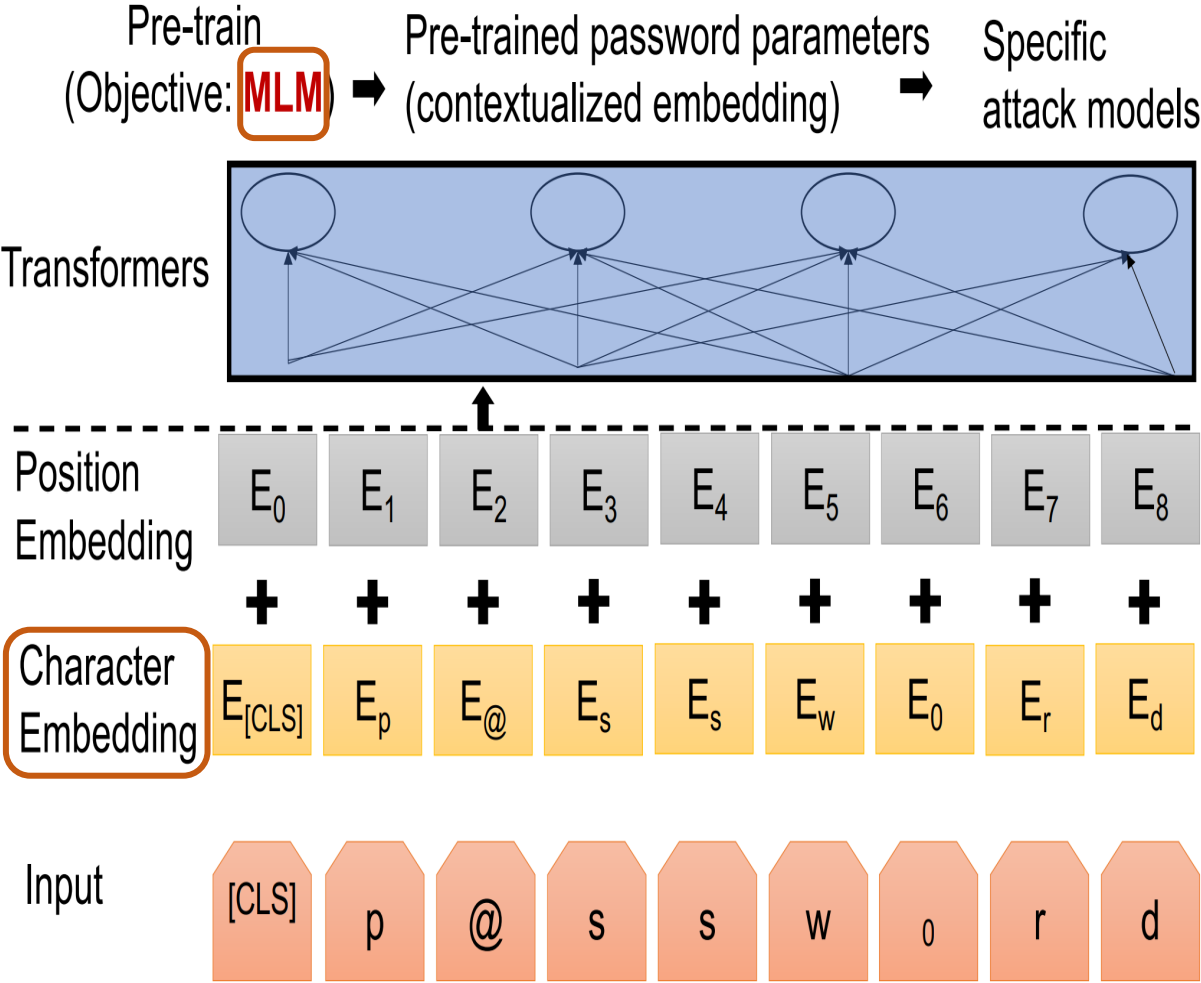 Pre-train
(Objective: MLM)
Pre-trained password parameters
(contextualized embedding)
Specific
attack models
Transformers
Position
Embedding
E0 E1 E2 E3 E4 E5 E6 E7 E8
+ + + + + + + + +
Character
Embedding
E[CLS] Ep E@ Es Es Ew E0 Er Ed
Input
[CLS] p @ s s w 0 r d